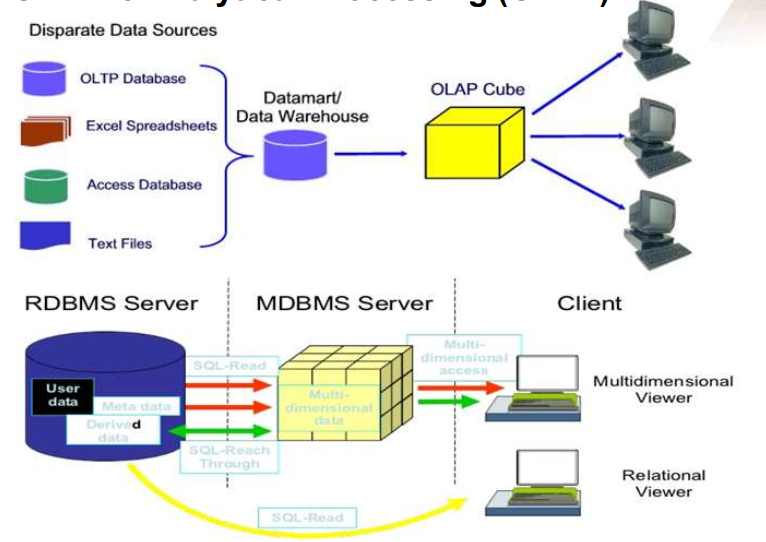 Disparate Data Sources
OLTP Database
Excel Spreadsheets
Access Database
Text Files
Datamart/
Data Warehouse
OLAP Cube
RDBMS Server
MDBMS Server
Client
User
data
Meta data
Derived
data
SQL-Read
SQL-Reach
Through
Multi-
dimensional
data
Multi-
dimensional
access
Multidimensional
Viewer
Relational
Viewer
SQL-Read